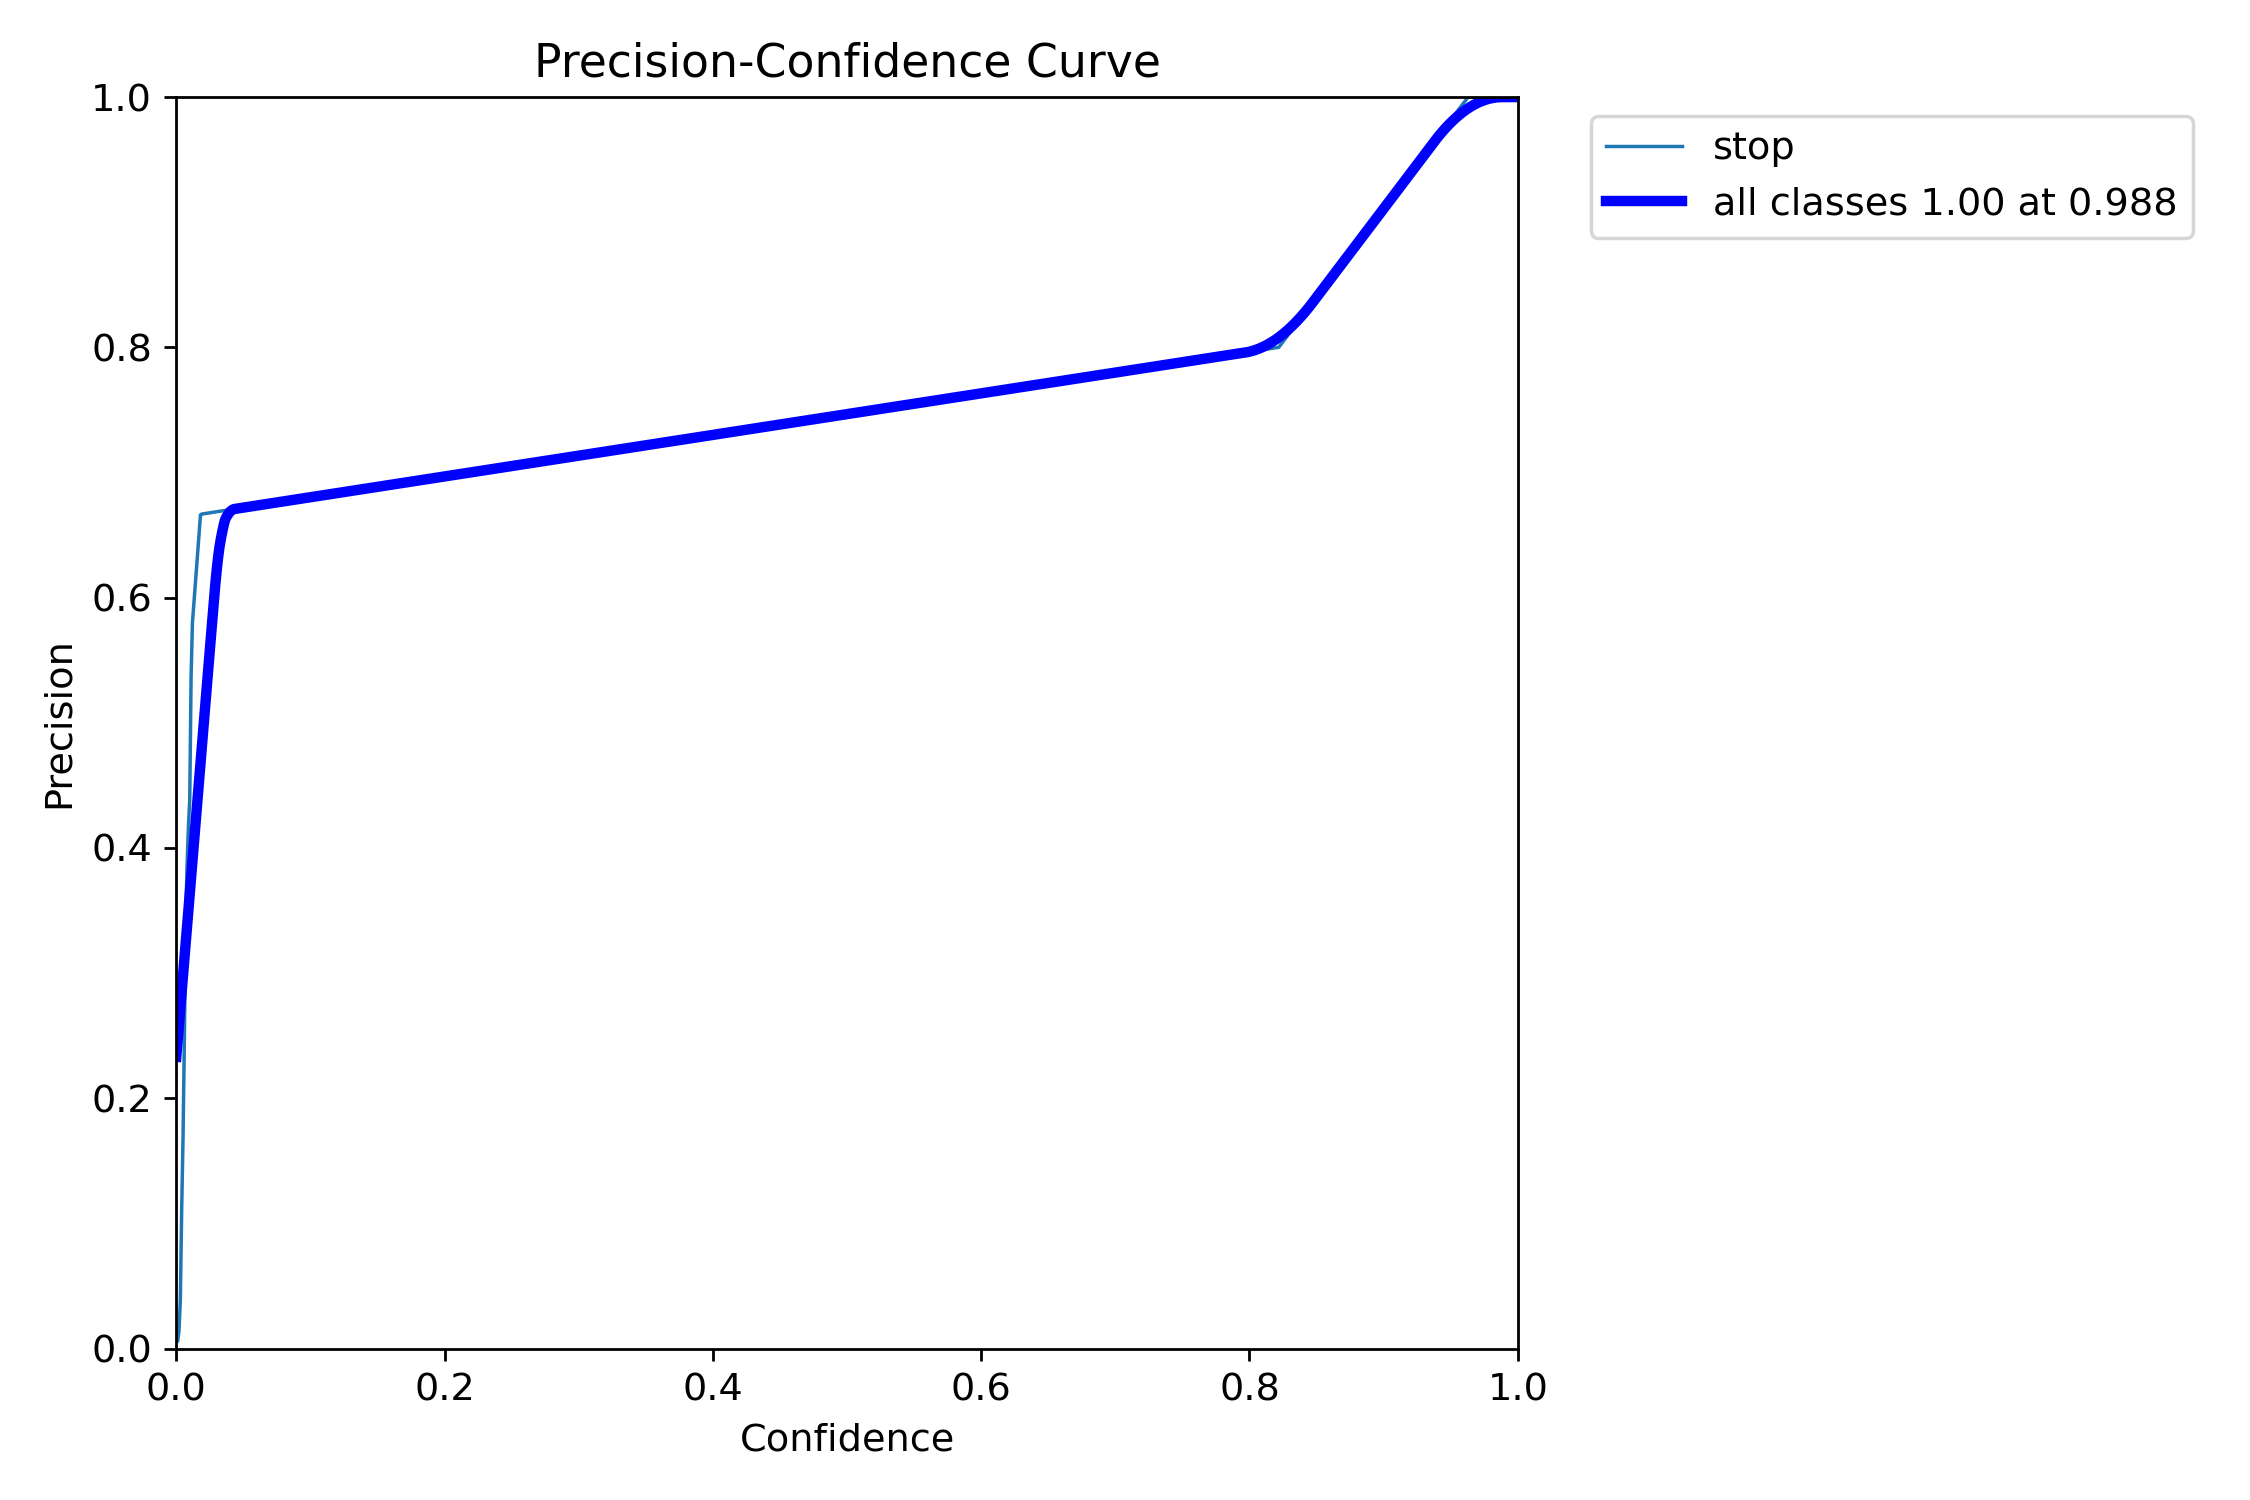 Precision-Confidence Curve
stop
all classes 1.00 at 0.988
Precision
1.0
0.8
0.6
0.4
0.2
0.0
0.0 0.2 0.4 0.6 0.8 1.0
Confidence